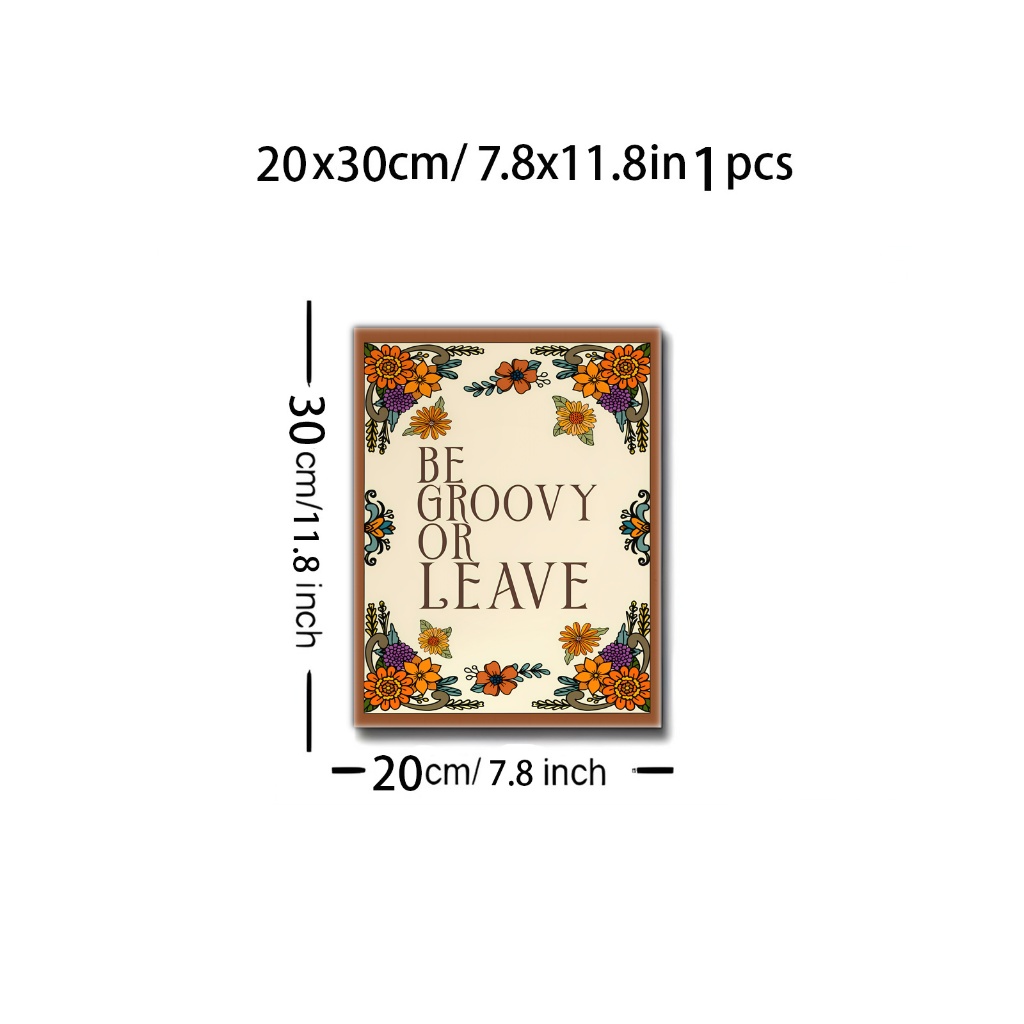 20x30cm/ 7.8x11.8in 1 pcs
30cm/11.8 inch
BE
GROOVY
OR
LEAVE
20cm/ 7.8 inch